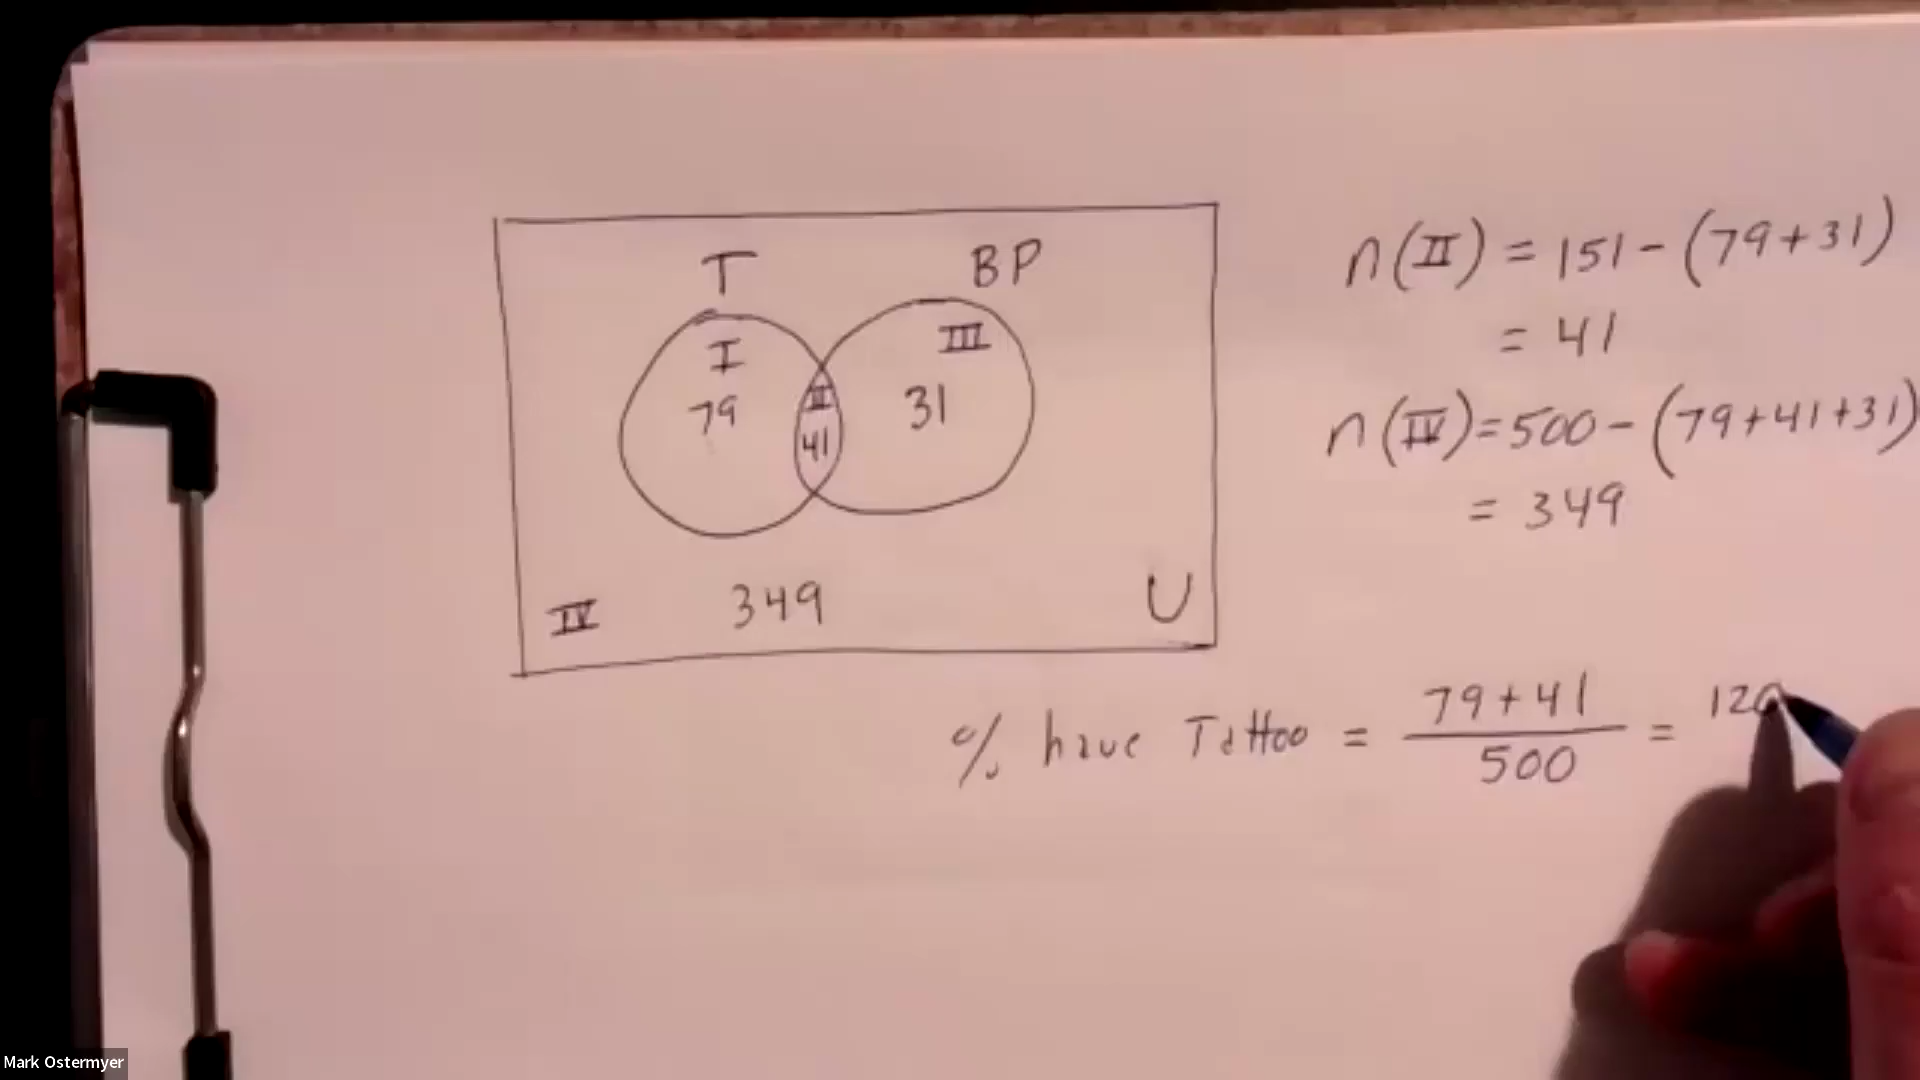 T
BP
I
III
79
II
31
41
IV
349
U
n(II) = 151 - (79+31)
= 41
n(IV) = 500 - (79+41+31)
= 349
% have Tattoo = 79+41 / 500 = 120
Mark Ostermyer